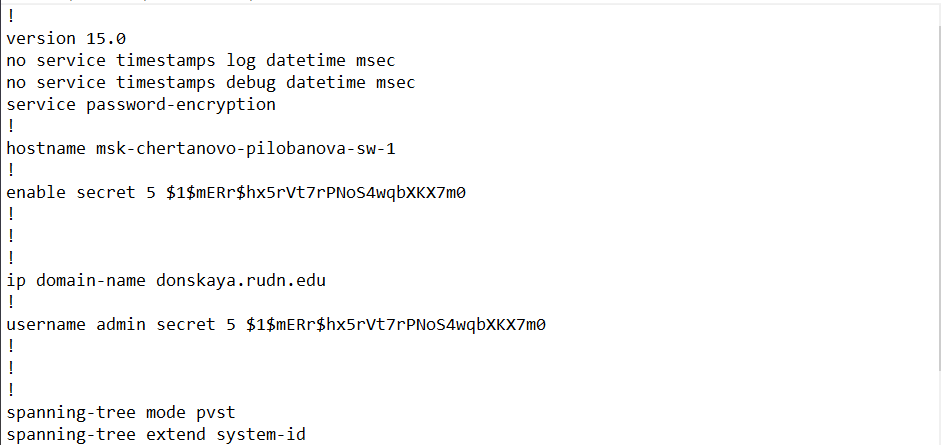 !
version 15.0
no service timestamps log datetime msec
no service timestamps debug datetime msec
service password-encryption
!
hostname msk-chertanovo-pilobanova-sw-1
!
enable secret 5 $1$mERr$hx5rVt7rPNoS4wqbXKX7m0
!
!
!
ip domain-name donskaya.rudn.edu
!
username admin secret 5 $1$mERr$hx5rVt7rPNoS4wqbXKX7m0
!
!
!
spanning-tree mode pvst
spanning-tree extend system-id